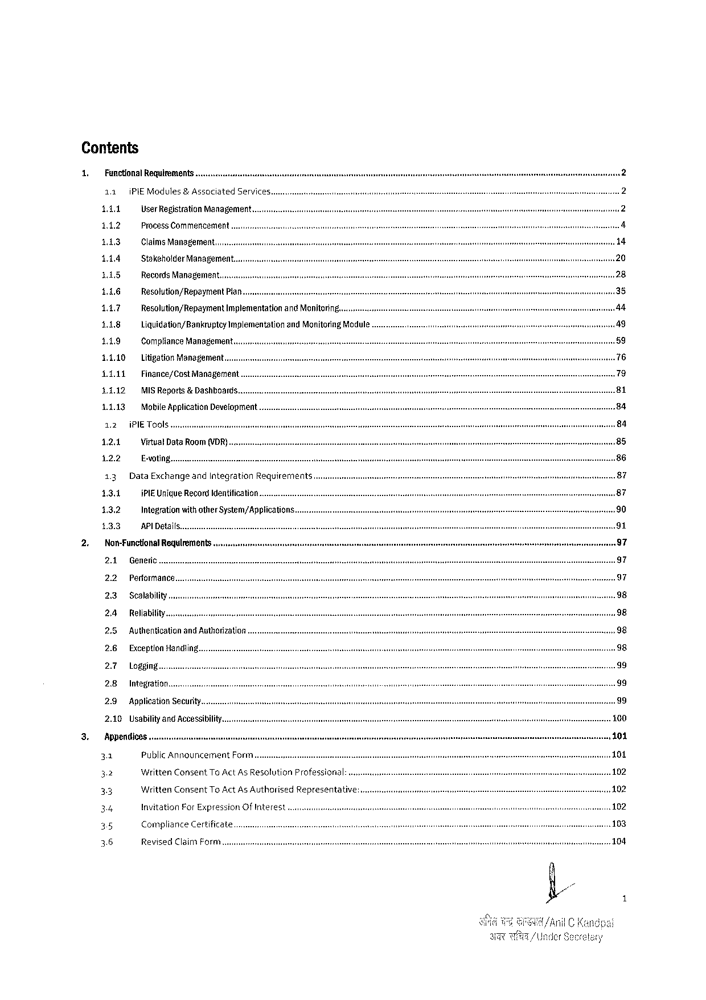 Contents
1. Functional Requirements 2
1.1 iPIE Modules & Associated Services 2
1.1.1 User Registration Management 2
1.1.2 Process Commencement 4
1.1.3 Claims Management 14
1.1.4 Stakeholder Management 20
1.1.5 Records Management 28
1.1.6 Resolution/Repayment Plan 35
1.1.7 Resolution/Repayment Implementation and Monitoring 44
1.1.8 Liquidation/Bankruptcy Implementation and Monitoring Module 49
1.1.9 Compliance Management 59
1.1.10 Litigation Management 76
1.1.11 Finance/Cost Management 79
1.1.12 MIS Reports & Dashboards 81
1.1.13 Mobile Application Development 84
1.2 iPIE Tools 84
1.2.1 Virtual Data Room (VDR) 85
1.2.2 E-voting 86
1.3 Data Exchange and Integration Requirements 87
1.3.1 iPIE Unique Record Identification 87
1.3.2 Integration with other System/Applications 90
1.3.3 API Details 91
2. Non-Functional Requirements 97
2.1 Generic 97
2.2 Performance 97
2.3 Scalability 98
2.4 Reliability 98
2.5 Authentication and Authorization 98
2.6 Exception Handling 98
2.7 Logging 99
2.8 Integration 99
2.9 Application Security 99
2.10 Usability and Accessibility 100
3. Appendices 101
3.1 Public Announcement Form 101
3.2 Written Consent To Act As Resolution Professional: 102
3.3 Written Consent To Act As Authorised Representative: 102
3.4 Invitation For Expression Of Interest 102
3.5 Compliance Certificate 103
3.6 Revised Claim Form 104
1
अनिल चन्द्र काण्डपाल/Anil C Kandpal
अवर सचिव/Under Secretary